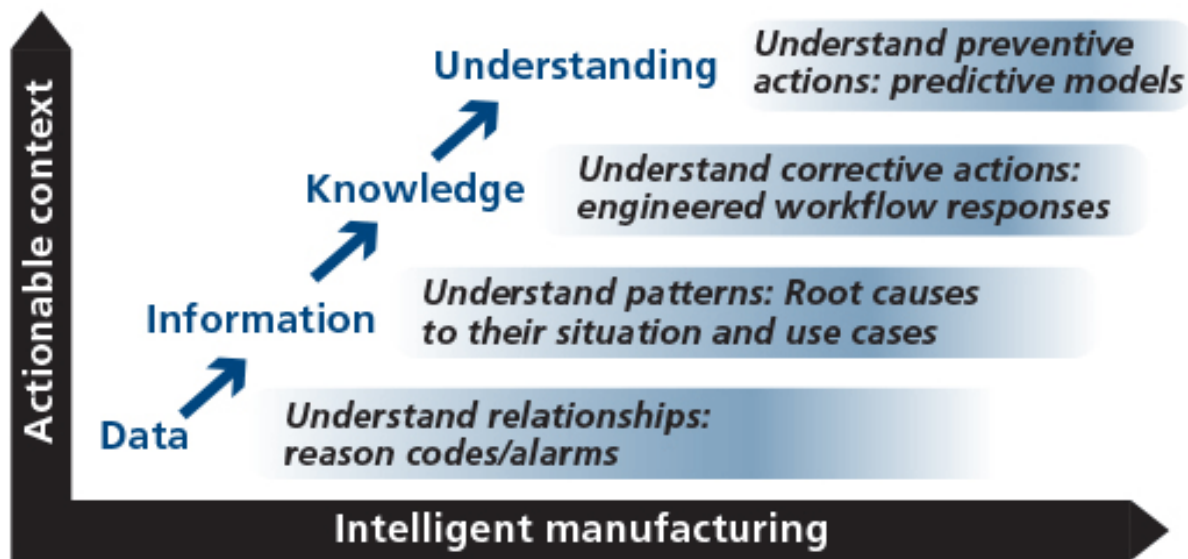 Actionable context
Understanding
Understand preventive
actions: predictive models
Knowledge
Understand corrective actions:
engineered workflow responses
Information
Understand patterns: Root causes
to their situation and use cases
Data
Understand relationships:
reason codes/alarms
Intelligent manufacturing